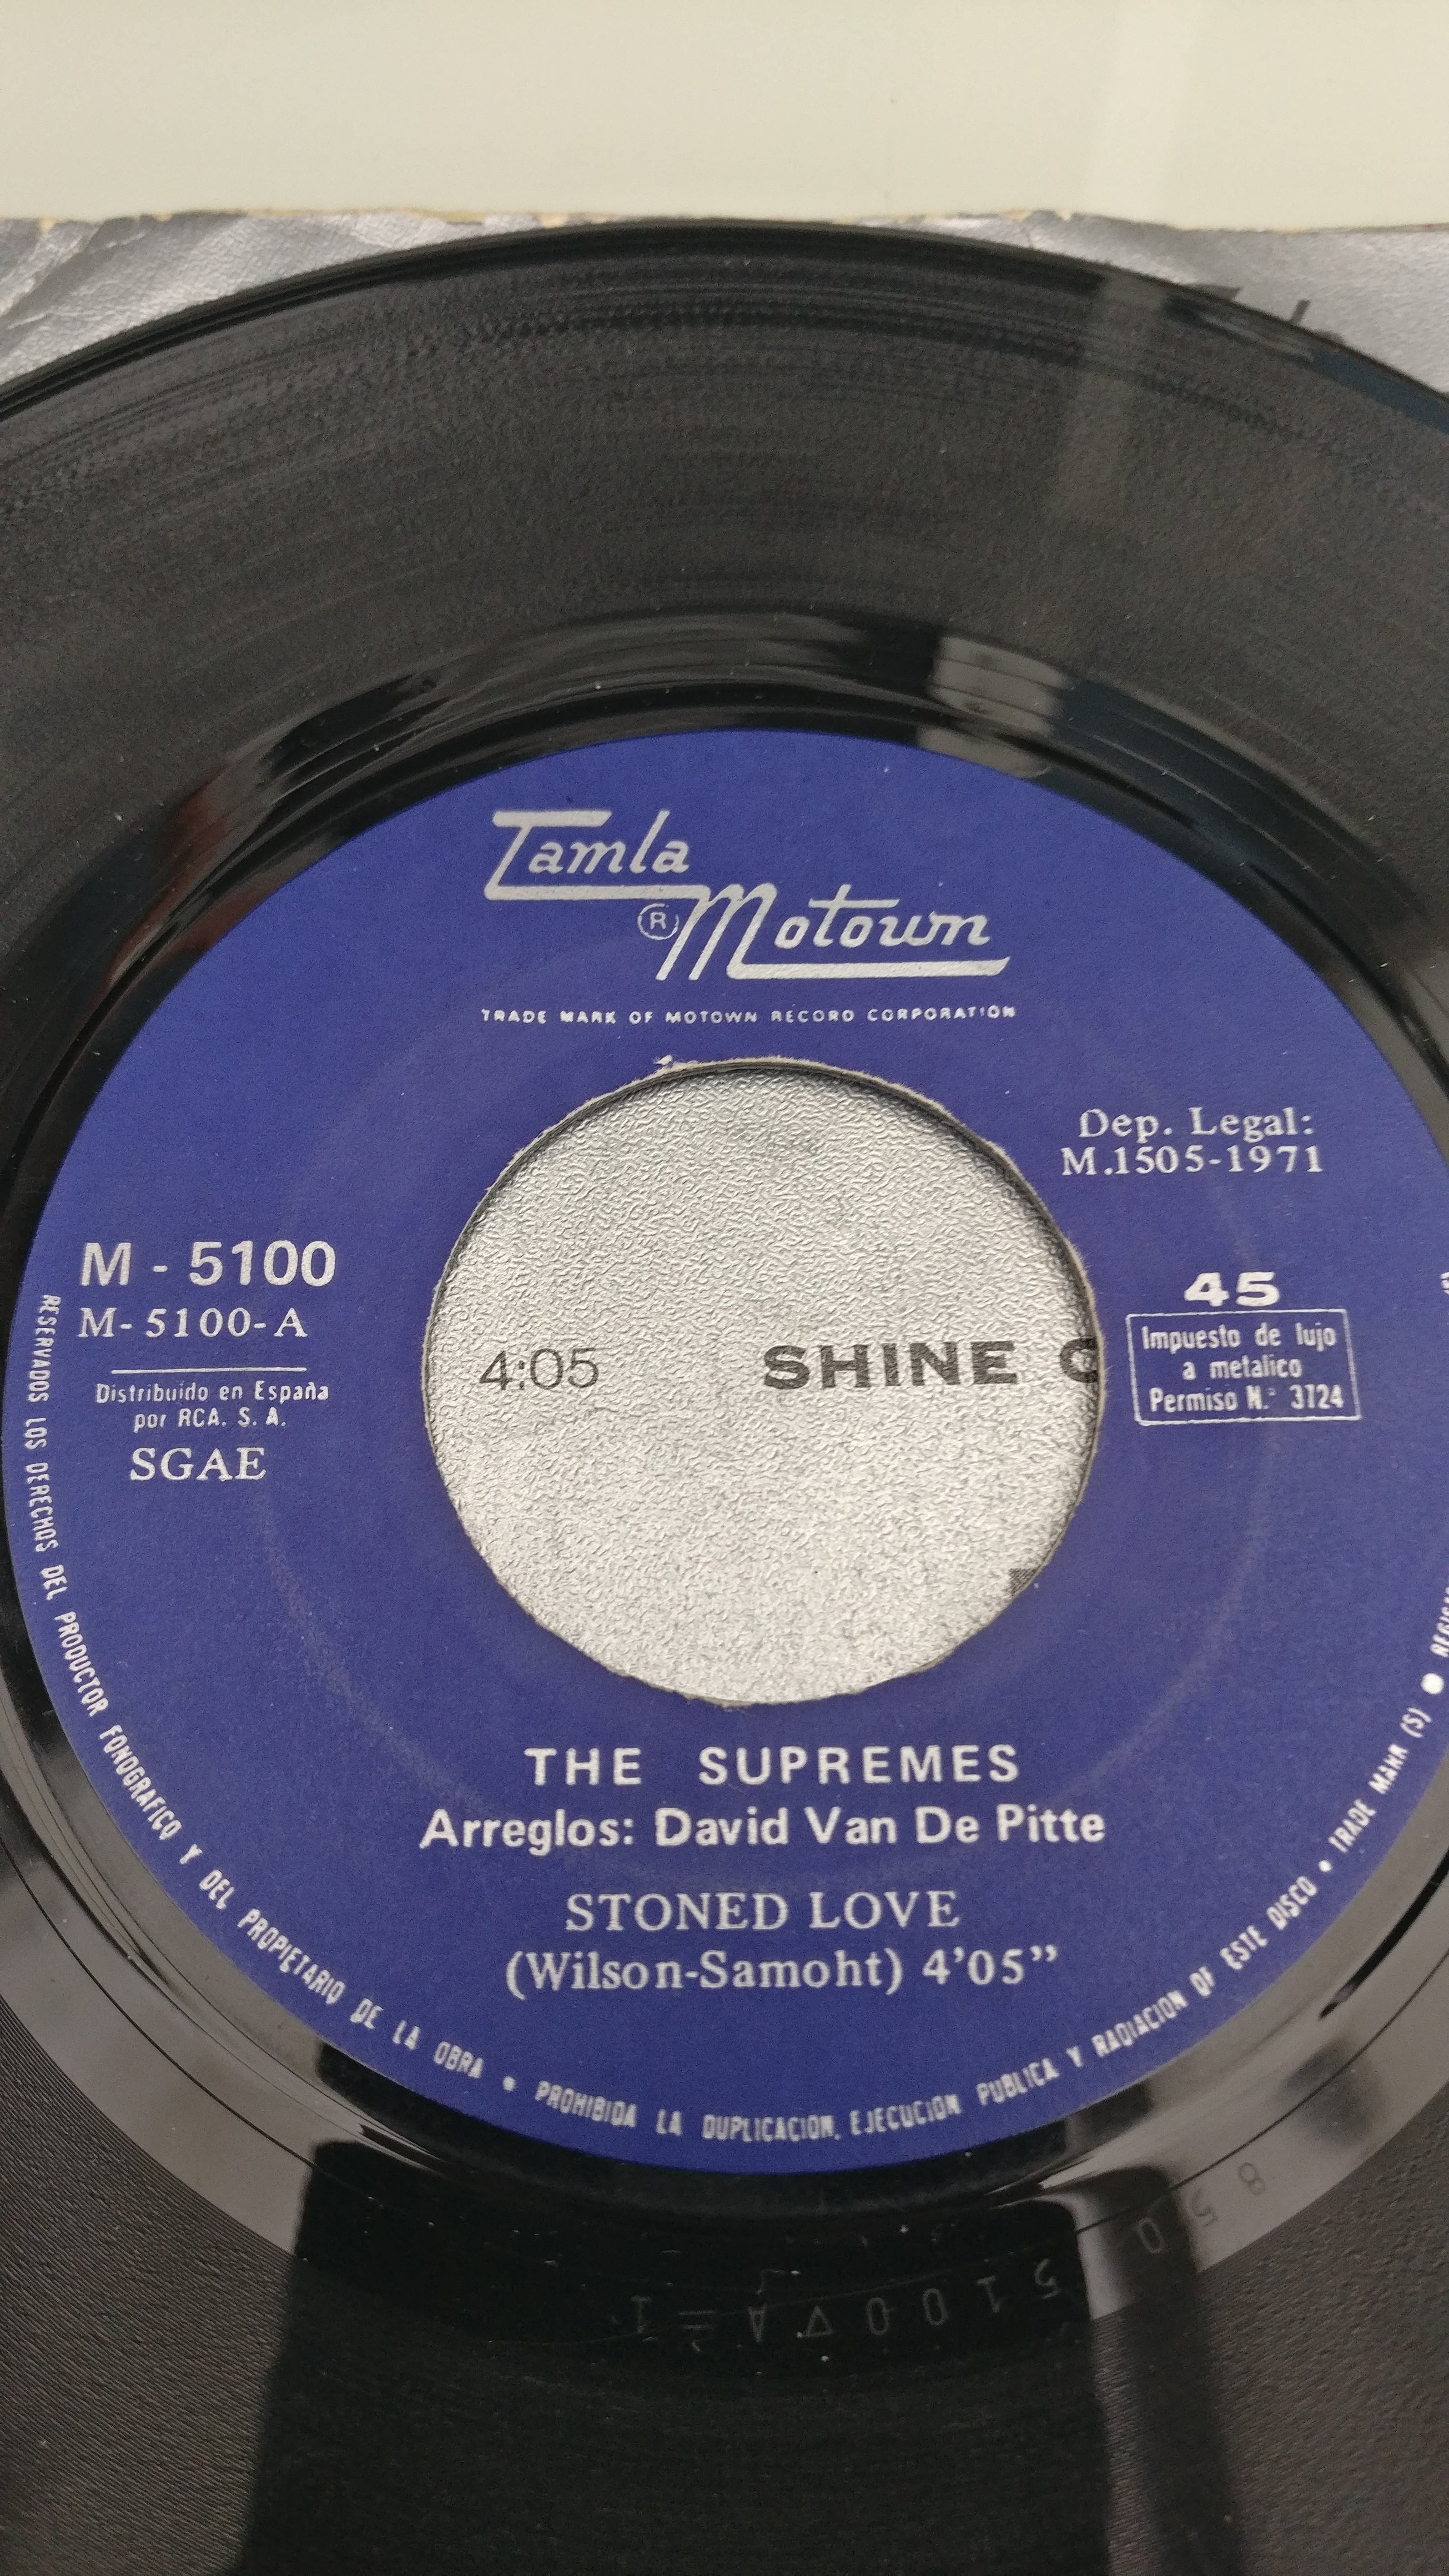 Tamla
® Motown
TRADE MARK OF MOTOWN RECORD CORPORATION
Dep. Legal:
M.1505-1971
M - 5100
M- 5100-A
Distribuido en España
por RCA. S. A.
SGAE
45
Impuesto de lujo
a metalico
Permiso N.º 3724
4:05 SHINE
THE SUPREMES
Arreglos: David Van De Pitte
STONED LOVE
(Wilson-Samoht) 4’05”
RESERVADOS LOS DERECHOS DEL PRODUCTOR FONOGRAFICO Y DEL PROPIETARIO DE LA OBRA • PROHIBIDA LA DUPLICACION, EJECUCION PUBLICA Y RADIACION OF ESTE DISCO • TRADE MARK (S) •